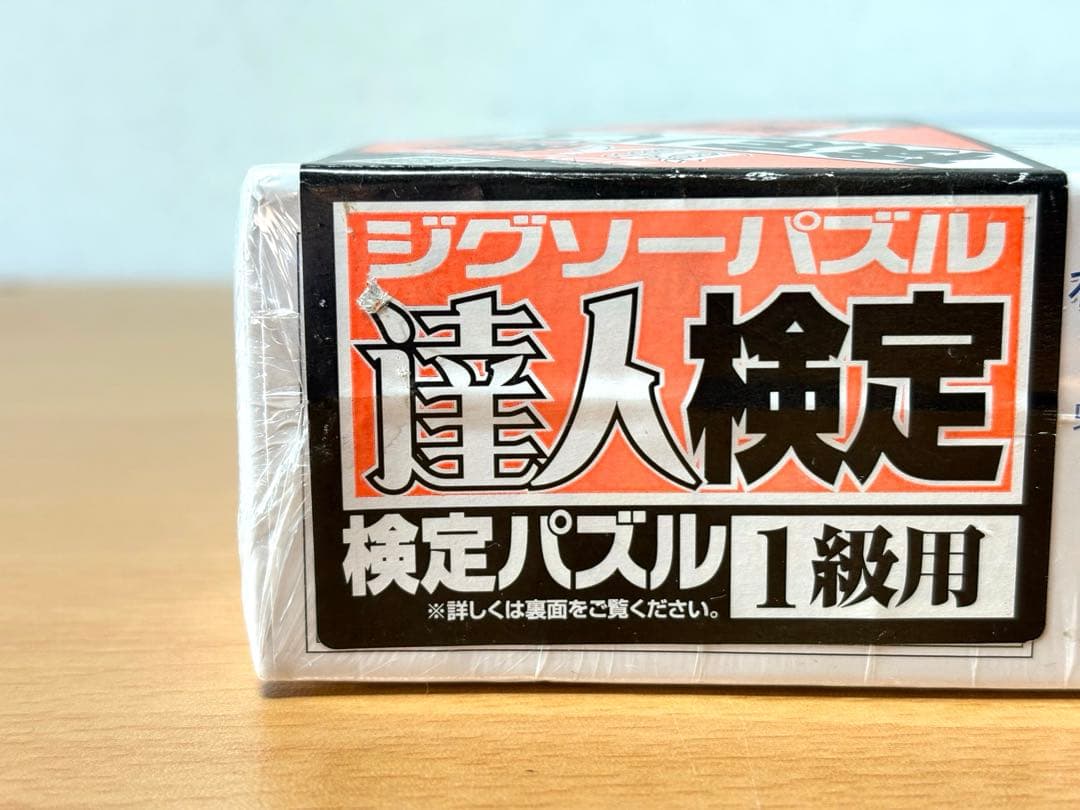 ジグソーパズル
達人検定
検定パズル 1級用
※詳しくは裏面をご覧ください。